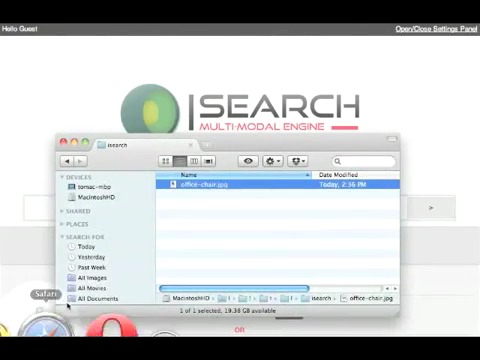 Hello Guest
Open/Close Settings Panel
ISEARCH
MULTI-MODAL ENGINE
isearch
Name
Date Modified
DEVICES
tomac-mbp
MacintoshHD
SHARED
PLACES
SEARCH FOR
Today
Yesterday
Past Week
All Images
All Movies
All Documents
office-chair.jpg
Today, 2:36 PM
>
Safari
MacintoshHD
isearch
office-chair.jpg
1 of 1 selected, 19.38 GB available
OR